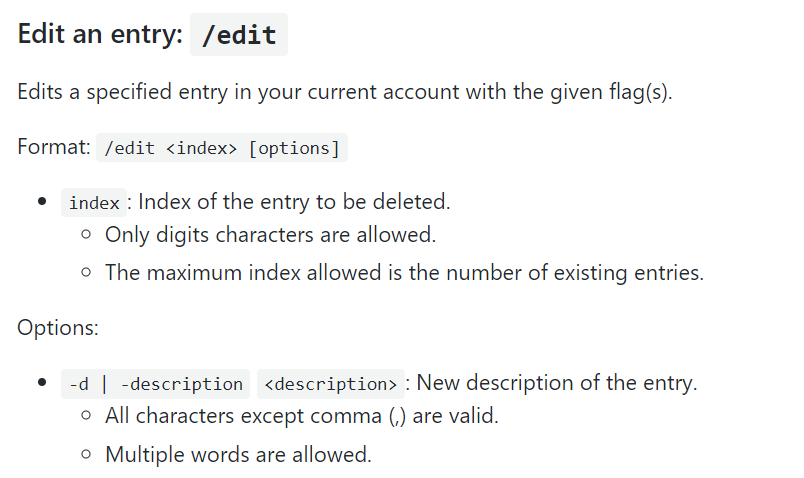 Edit an entry: /edit
Edits a specified entry in your current account with the given flag(s).
Format: /edit <index> [options]
index : Index of the entry to be deleted.
Only digits characters are allowed.
The maximum index allowed is the number of existing entries.
Options:
-d | -description <description> : New description of the entry.
All characters except comma (,) are valid.
Multiple words are allowed.